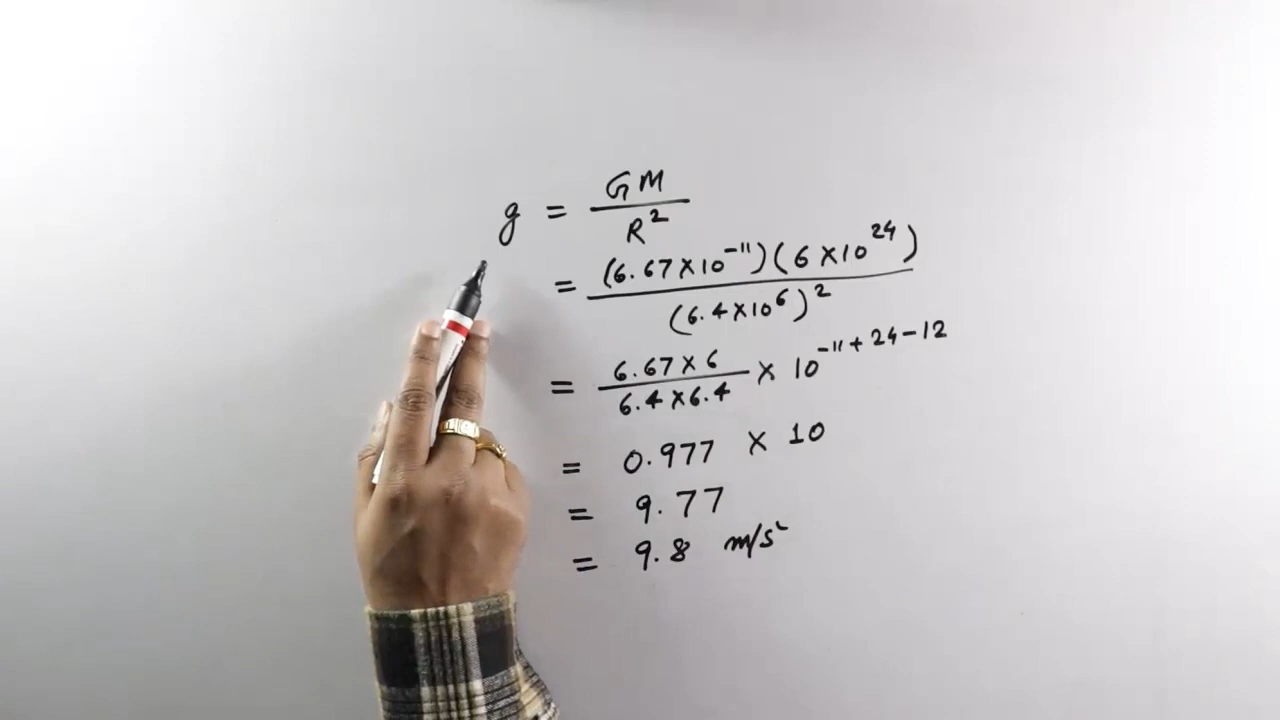 g = GM/R²
= (6.67×10⁻¹¹)(6×10²⁴)/(6.4×10⁶)²
= 6.67×6/6.4×6.4 × 10⁻¹¹⁺²⁴⁻¹²
= 0.977 × 10
= 9.77
= 9.8 m/s²